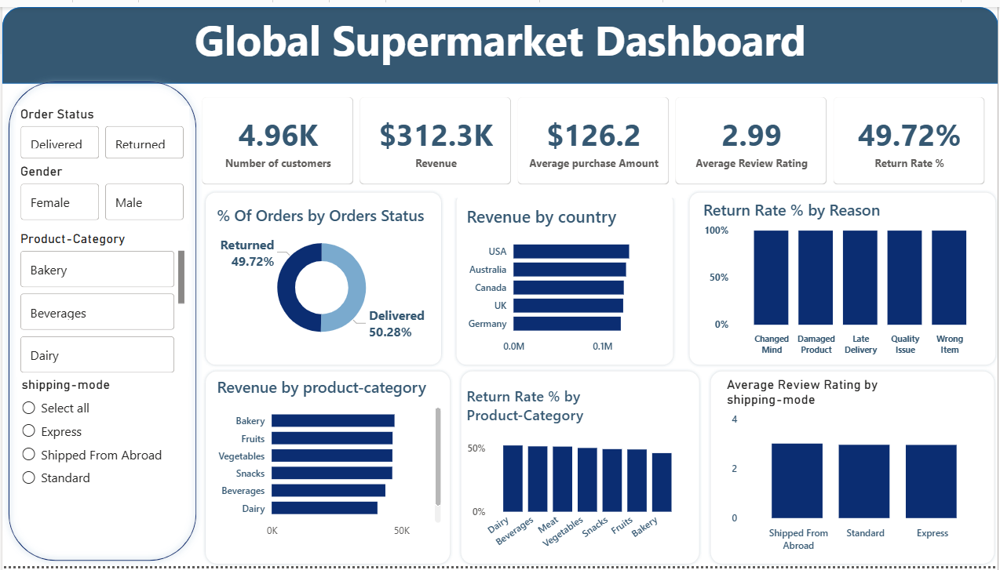 Global Supermarket Dashboard
Order Status
Delivered
Returned
Gender
Female
Male
Product-Category
Bakery
Beverages
Dairy
shipping-mode
Select all
Express
Shipped From Abroad
Standard
4.96K
Number of customers
$312.3K
Revenue
$126.2
Average purchase Amount
2.99
Average Review Rating
49.72%
Return Rate %
% Of Orders by Orders Status
Returned
49.72%
Delivered
50.28%
Revenue by country
USA
Australia
Canada
UK
Germany
0.0M
0.1M
Return Rate % by Reason
100%
50%
0%
Changed
Mind
Damaged
Product
Late
Delivery
Quality
Issue
Wrong
Item
Revenue by product-category
Bakery
Fruits
Vegetables
Snacks
Beverages
Dairy
0K
50K
Return Rate % by
Product-Category
50%
0%
Dairy
Beverages
Meat
Vegetables
Snacks
Fruits
Bakery
Average Review Rating by
shipping-mode
4
2
0
Shipped From
Abroad
Standard
Express